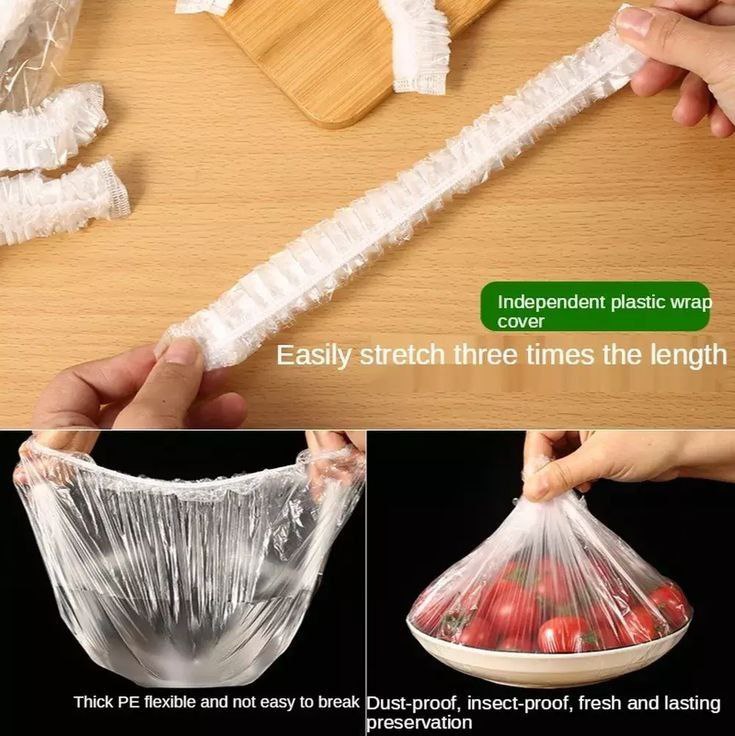 Independent plastic wrap
cover
Easily stretch three times the length
Thick PE flexible and not easy to break
Dust-proof, insect-proof, fresh and lasting
preservation